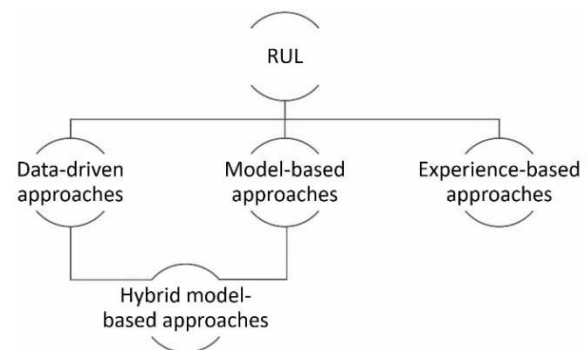 RUL
Data-driven
approaches
Model-based
approaches
Experience-based
approaches
Hybrid model-
based approaches